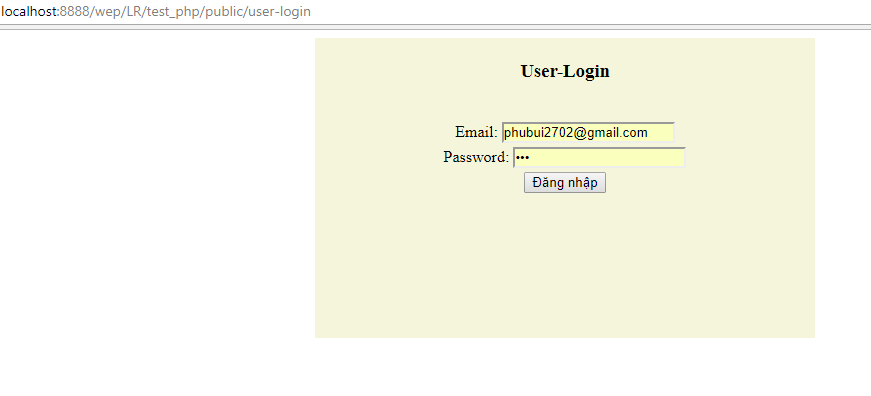 localhost:8888/wep/LR/test_php/public/user-login
User-Login
Email: phubui2702@gmail.com
Password: •••
Đăng nhập